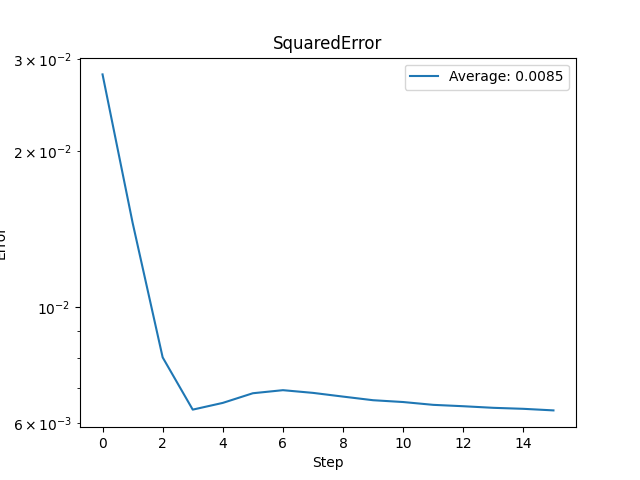 SquaredError
Average: 0.0085
3 × 10⁻²
2 × 10⁻²
10⁻²
6 × 10⁻³
Error
0 2 4 6 8 10 12 14
Step